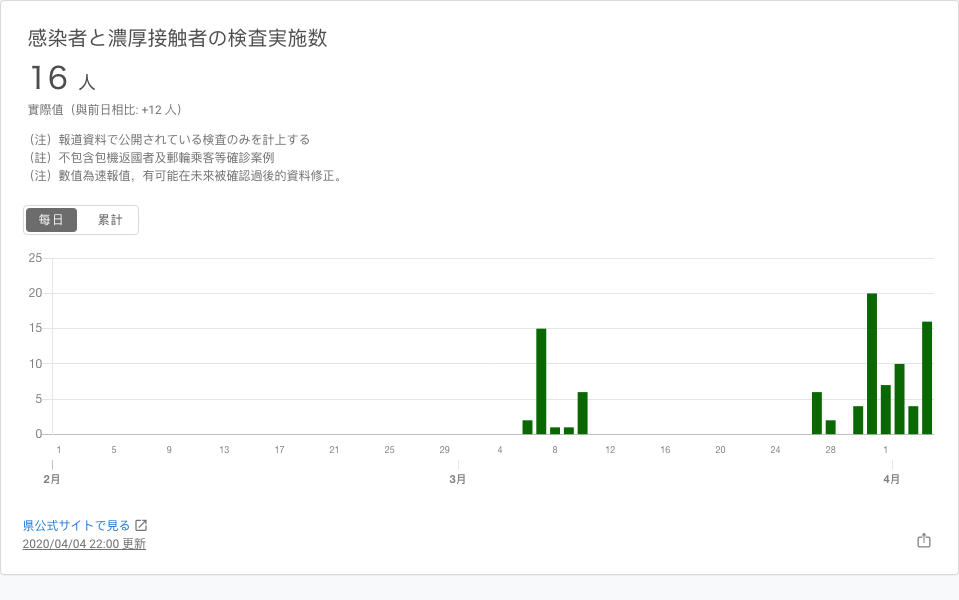 感染者と濃厚接触者の検査実施数
16 人
實際值（與前日相比: +12 人）
（注）報道資料で公開されている検査のみを計上する
（註）不包含包機返國者及郵輪乘客等確診案例
（注）數值為速報值，有可能在未來被確認過後的資料修正。
每日 累計
25
20
15
10
5
0
1 5 9 13 17 21 25 29 4 8 12 16 20 24 28 1
2月 3月 4月
県公式サイトで見る
2020/04/04 22:00 更新